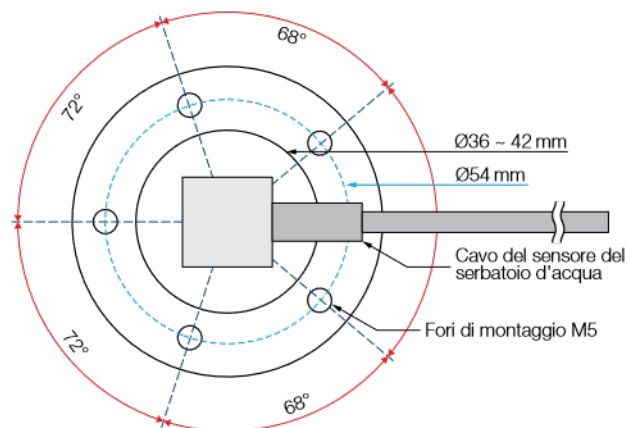 68°
72°
Ø36 ~ 42 mm
Ø54 mm
Cavo del sensore del
serbatoio d'acqua
Fori di montaggio M5
72°
68°